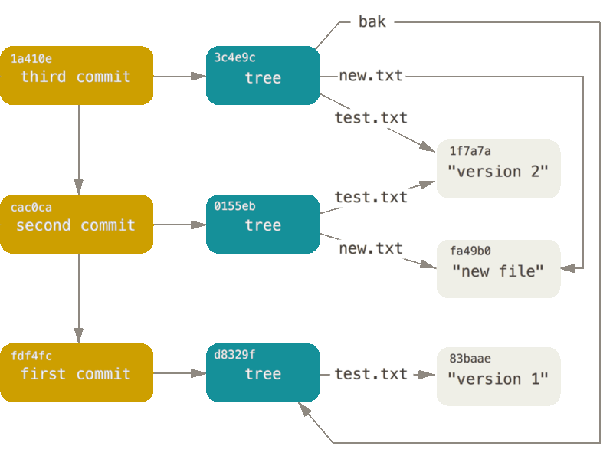 bak
1a410e
third commit
3c4e9c
tree
new.txt
test.txt
1f7a7a
"version 2"
cac0ca
second commit
0155eb
tree
test.txt
new.txt
fa49b0
"new file"
fdf4fc
first commit
d8329f
tree
test.txt
83baae
"version 1"